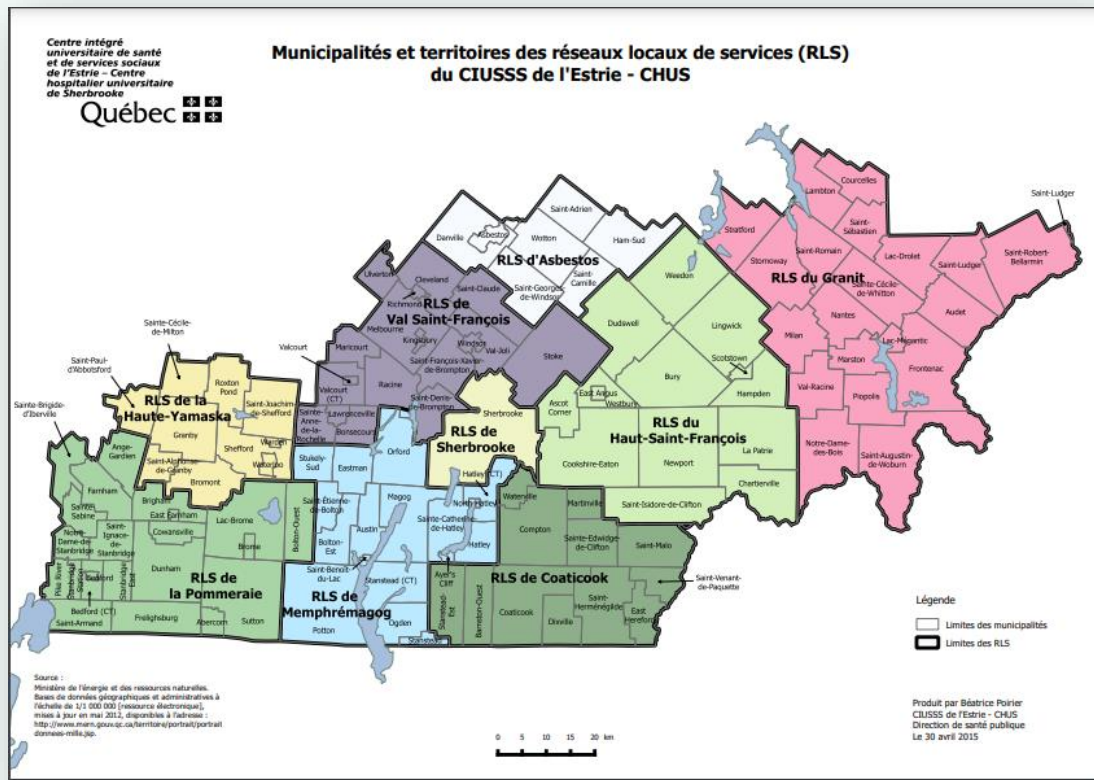 Centre intégré
universitaire de santé
et de services sociaux
de l'Estrie – Centre
hospitalier universitaire
de Sherbrooke
Québec
Municipalités et territoires des réseaux locaux de services (RLS)
du CIUSSS de l'Estrie - CHUS
Saint-Ludger
Courcelles
Lambton
Saint-Adrien
Saint-Sébastien
Stratford
Asbestos
Danville
Wotton
Ham-Sud
Stornoway
Saint-Romain
Lac-Drolet
Saint-Ludger
Saint-Robert-
Bellarmin
RLS d'Asbestos
Ulverton
Cleveland
Saint-Camille
Weedon
RLS du Granit
Sainte-Cécile-
de-Whitton
Richmond
Saint-Claude
Saint-Georges-
de-Windsor
RLS de
Val Saint-François
Dudswell
Lingwick
Nantes
Audet
Melbourne
Kingsbury
Windsor
Val-Joli
Stoke
Milan
Lac-Mégantic
Sainte-Cécile-
de-Milton
Valcourt
Maricourt
Saint-François-Xavier-
de-Brompton
Scotstown
Marston
Frontenac
Saint-Paul-
d'Abbotsford
Roxton
Pond
Valcourt (CT)
Racine
Bury
Val-Racine
Hampden
Piopolis
Sainte-Brigide-
d'Iberville
RLS de la
Haute-Yamaska
Saint-Joachim-
de-Shefford
Sainte-
Anne-
de-la-
Rochelle
Lawrenceville
Bonsecours
Saint-Denis-
de-Brompton
Sherbrooke
Ascot
Corner
East Angus
Westbury
RLS du
Haut-Saint-François
Notre-Dame-
des-Bois
Saint-Augustin-
de-Woburn
Granby
Shefford
Warden
Waterloo
RLS de
Sherbrooke
Ange-
Gardien
Saint-Alphonse-
de-Granby
Bromont
Orford
La Patrie
Stukely-
Sud
Eastman
Hatley (CT)
Cookshire-Eaton
Newport
Chartierville
Farnham
Brigham
Saint-Étienne-
de-Bolton
Magog
North Hatley
Waterville
Martinville
Saint-Isidore-de-Clifton
Sainte-
Sabine
East Farnham
Lac-Brome
Bolton-Ouest
Austin
Sainte-Catherine-
de-Hatley
Compton
Notre-
Dame-de-
Stanbridge
Saint-
Ignace-
de-
Stanbridge
Cowansville
Brome
Bolton-
Est
Hatley
Sainte-Edwidge-
de-Clifton
Saint-Malo
Pike River
Stanbridge
Station
Bedford
Stanbridge
East
Dunham
Saint-Benoît-
du-Lac
Stanstead (CT)
Ayer's
Cliff
RLS de Coaticook
Saint-Venant-
de-Paquette
RLS de
la Pommeraie
RLS de
Memphrémagog
Stanstead-
Est
Barnston-Ouest
Coaticook
Saint-
Herménégilde
East
Hereford
Dixville
Bedford (CT)
Saint-Armand
Frelighsburg
Abercorn
Sutton
Potton
Ogden
Stanstead
Légende
Limites des municipalités
Limites des RLS
Source :
Ministère de l'énergie et des ressources naturelles.
Bases de données géographiques et administratives à
l'échelle de 1/1 000 000 [ressource électronique],
mises à jour en mai 2012, disponibles à l'adresse :
http://www.mern.gouv.qc.ca/territoire/portrait/portrait
donnees-mille.jsp.
0 5 10 15 20 km
Produit par Béatrice Poirier
CIUSSS de l'Estrie - CHUS
Direction de santé publique
Le 30 avril 2015